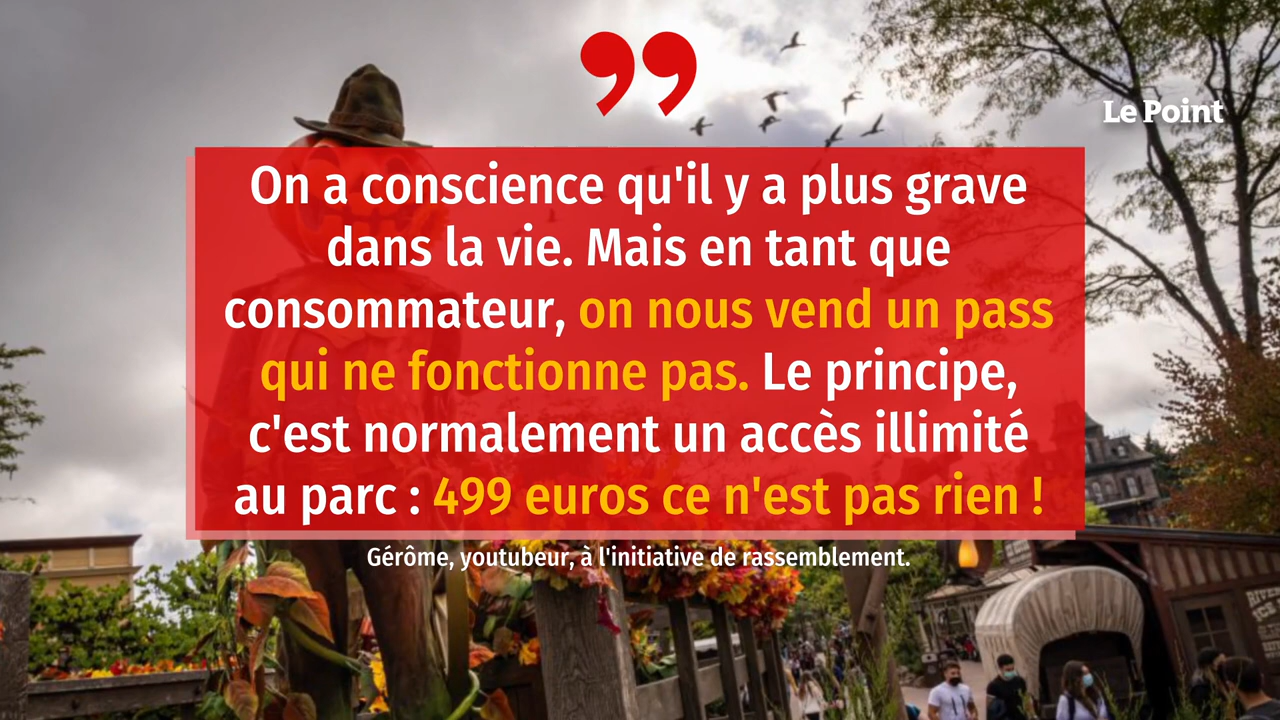 Le Point
On a conscience qu'il y a plus grave
dans la vie. Mais en tant que
consommateur, on nous vend un pass
qui ne fonctionne pas. Le principe,
c'est normalement un accès illimité
au parc : 499 euros ce n'est pas rien !
Gérôme, youtubeur, à l'initiative de rassemblement.